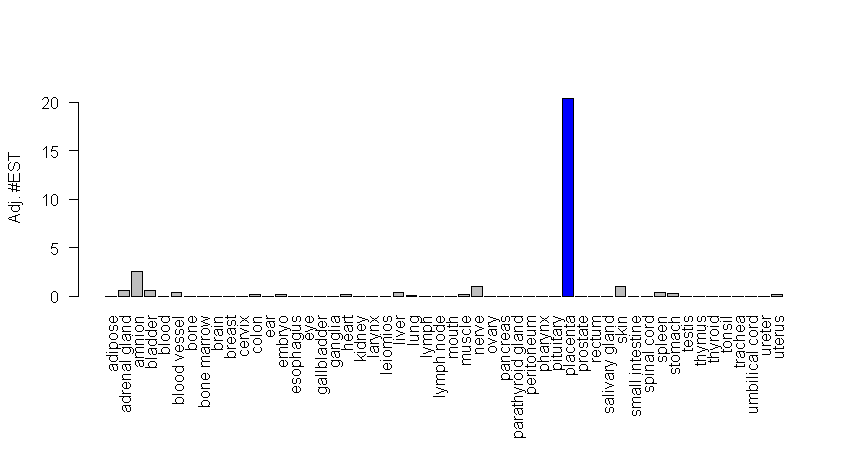 Adj. #EST
20
15
10
5
0
adipose
adrenal gland
amnion
bladder
blood
blood vessel
bone
bone marrow
brain
breast
cervix
colon
ear
embryo
esophagus
eye
gallbladder
ganglia
heart
kidney
larynx
leiomios
liver
lung
lymph
lymph node
mouth
muscle
nerve
ovary
pancreas
parathyroid gland
peritoneum
pharynx
pituitary
placenta
prostate
rectum
salivary gland
skin
small intestine
spinal cord
spleen
stomach
testis
thymus
thyroid
tonsil
trachea
umbilical cord
ureter
uterus